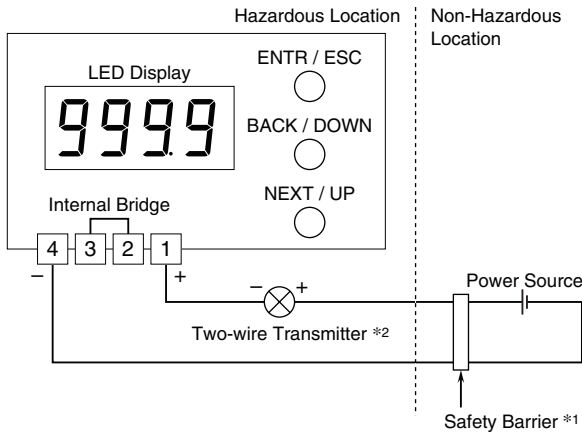 Hazardous Location
Non-Hazardous
Location
ENTR / ESC
LED Display
999.9
BACK / DOWN
NEXT / UP
Internal Bridge
4 3 2 1
– +
– +
Power Source
Two-wire Transmitter *2
Safety Barrier *1